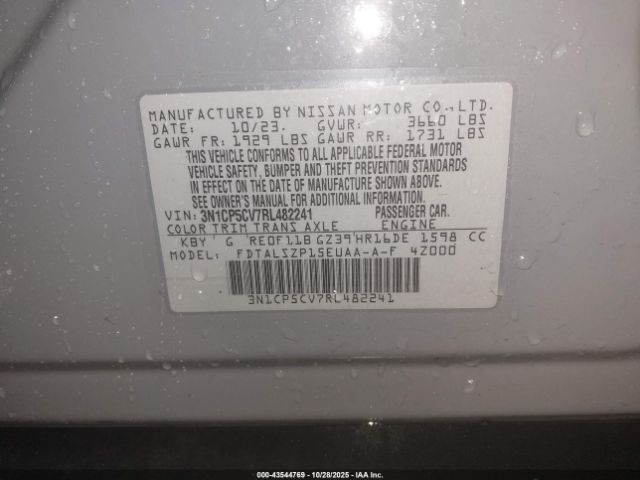 MANUFACTURED BY NISSAN MOTOR CO.,LTD.
DATE: 10/23. GVWR: 3660 LBS
GAWR FR: 1929 LBS GAWR RR: 1731 LBS
THIS VEHICLE CONFORMS TO ALL APPLICABLE FEDERAL MOTOR
VEHICLE SAFETY, BUMPER AND THEFT PREVENTION STANDARDS
IN EFFECT ON THE DATE OF MANUFACTURE SHOWN ABOVE.
SEE OWNER'S MANUAL FOR ADDITIONAL INFORMATION.
VIN: 3N1CP5CV7RL482241 PASSENGER CAR.
COLOR TRIM TRANS AXLE ENGINE
KBY G RE0F11B GZ39 HR16DE 1598 CC
MODEL: FDTALSZP15EUAA-A-F 4Z000
3N1CP5CV7RL482241
000-43544769 | 10/28/2025 - IAA Inc.